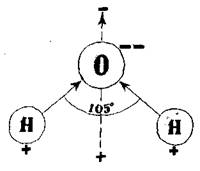 -
O --
105°
H H
+ + +